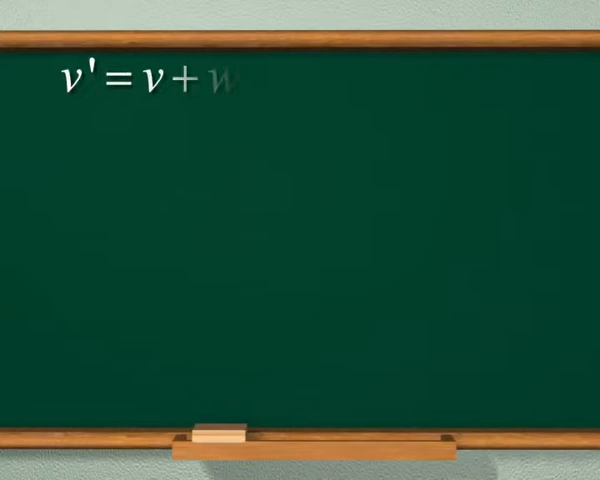 v' = v + w